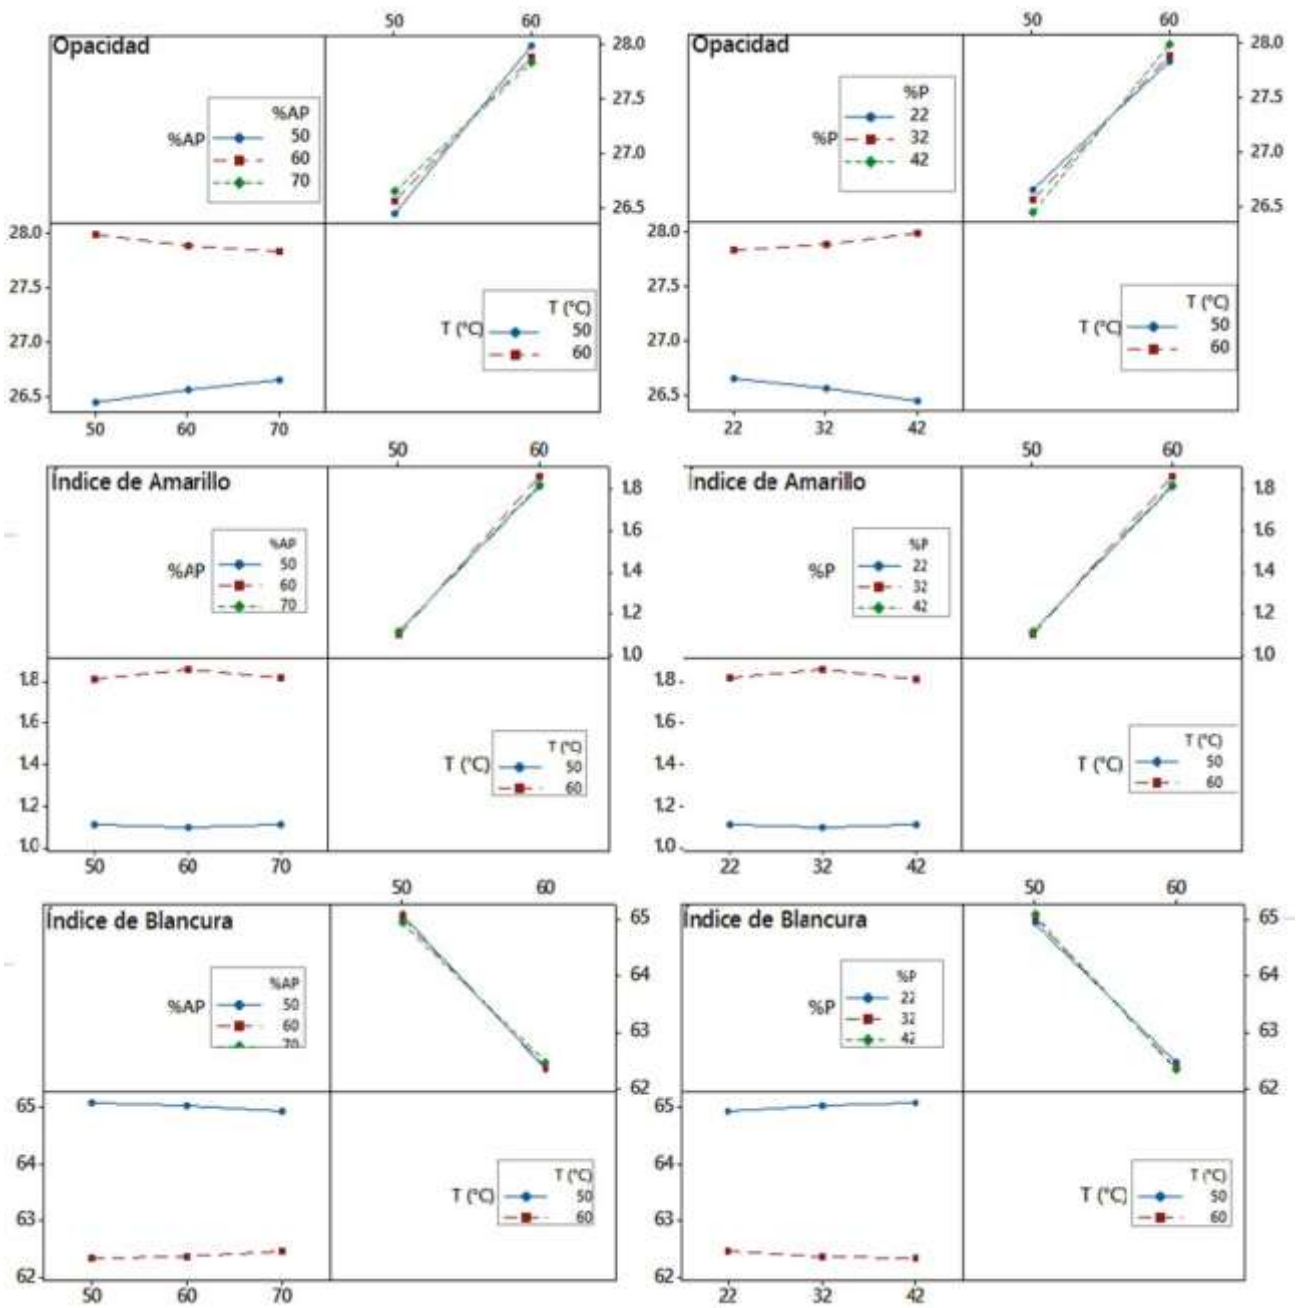 50 60
Opacidad
28.0
27.5
27.0
26.5
%AP
%AP
50
60
70
28.0
27.5
27.0
26.5
T (°C)
T (°C)
50
60
50 60 70
50 60
Opacidad
28.0
27.5
27.0
26.5
%P
%P
22
32
42
28.0
27.5
27.0
26.5
T (°C)
T (°C)
50
60
22 32 42
50 60
Índice de Amarillo
1.8
1.6
1.4
1.2
1.0
%AP
%AP
50
60
70
1.8
1.6
1.4
1.2
1.0
T (°C)
T (°C)
50
60
50 60 70
50 60
Índice de Amarillo
1.8
1.6
1.4
1.2
1.0
%P
%P
22
32
42
1.8
1.6
1.4
1.2
1.0
T (°C)
T (°C)
50
60
22 32 42
50 60
Índice de Blancura
65
64
63
62
%AP
%AP
50
60
70
65
64
63
62
T (°C)
T (°C)
50
60
50 60 70
50 60
Índice de Blancura
65
64
63
62
%P
%P
22
32
42
65
64
63
62
T (°C)
T (°C)
50
60
22 32 42